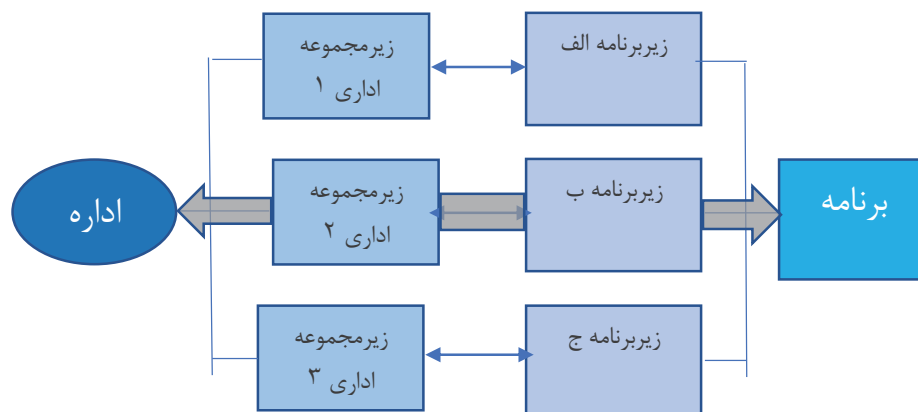 زیربرنامه الف
زیرمجموعه
اداری ۱
برنامه
زیربرنامه ب
زیرمجموعه
اداری ۲
اداره
زیربرنامه ج
زیرمجموعه
اداری ۳